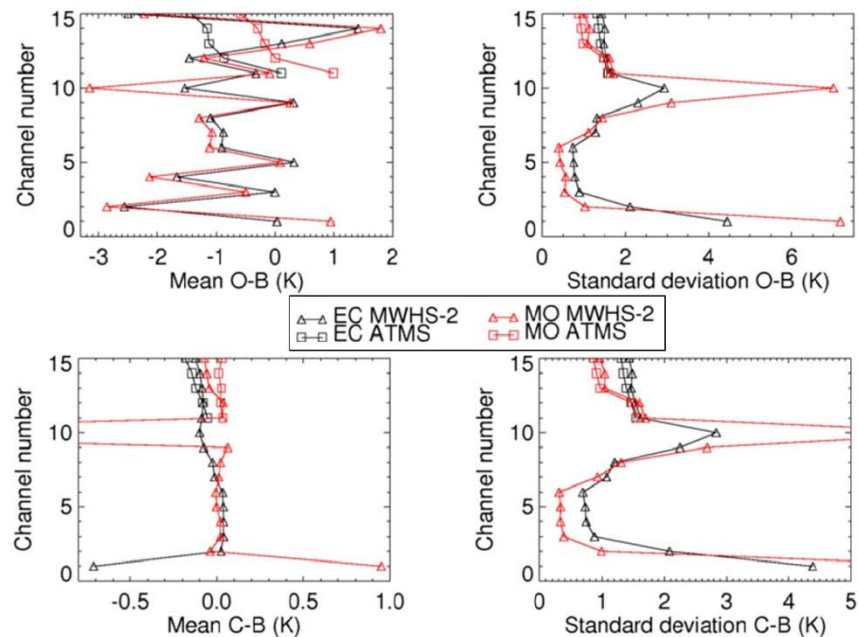 15
10
5
0
Channel number
-3 -2 -1 0 1 2
Mean O-B (K)
15
10
5
0
Channel number
0 2 4 6
Standard deviation O-B (K)
EC MWHS-2 MO MWHS-2
EC ATMS MO ATMS
15
10
5
0
Channel number
-0.5 0.0 0.5 1.0
Mean C-B (K)
15
10
5
0
Channel number
0 1 2 3 4 5
Standard deviation C-B (K)